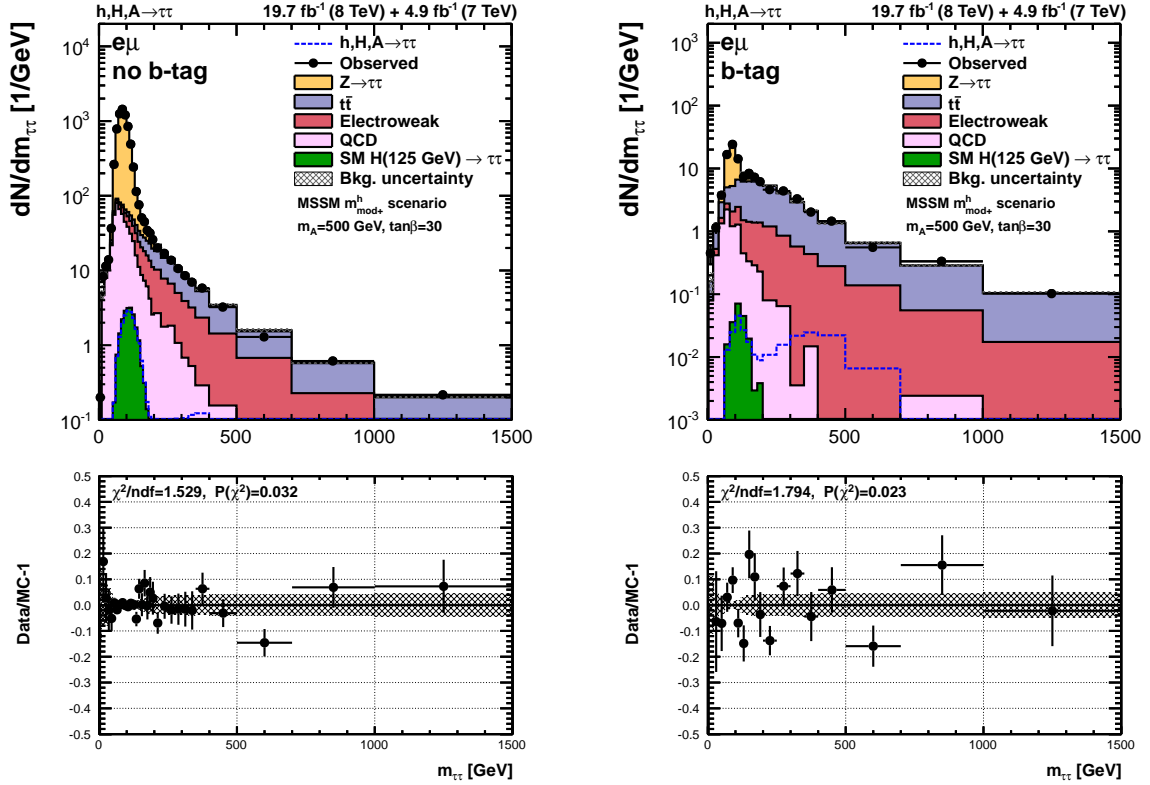 h,H,A→ττ 19.7 fb⁻¹ (8 TeV) + 4.9 fb⁻¹ (7 TeV)
dN/dm_ττ [1/GeV]
10⁴
10³
10²
10
1
10⁻¹
eμ
no b-tag
h,H,A→ττ
Observed
Z→ττ
tt̄
Electroweak
QCD
SM H(125 GeV) → ττ
Bkg. uncertainty
MSSM m^h_mod+ scenario
m_A=500 GeV, tanβ=30
0 500 1000 1500
h,H,A→ττ 19.7 fb⁻¹ (8 TeV) + 4.9 fb⁻¹ (7 TeV)
dN/dm_ττ [1/GeV]
10³
10²
10
1
10⁻¹
10⁻²
10⁻³
eμ
b-tag
h,H,A→ττ
Observed
Z→ττ
tt̄
Electroweak
QCD
SM H(125 GeV) → ττ
Bkg. uncertainty
MSSM m^h_mod+ scenario
m_A=500 GeV, tanβ=30
0 500 1000 1500
Data/MC-1
0.5
0.4
0.3
0.2
0.1
0.0
-0.1
-0.2
-0.3
-0.4
-0.5
χ²/ndf=1.529, P(χ²)=0.032
0 500 1000 1500
m_ττ [GeV]
Data/MC-1
0.5
0.4
0.3
0.2
0.1
0.0
-0.1
-0.2
-0.3
-0.4
-0.5
χ²/ndf=1.794, P(χ²)=0.023
0 500 1000 1500
m_ττ [GeV]